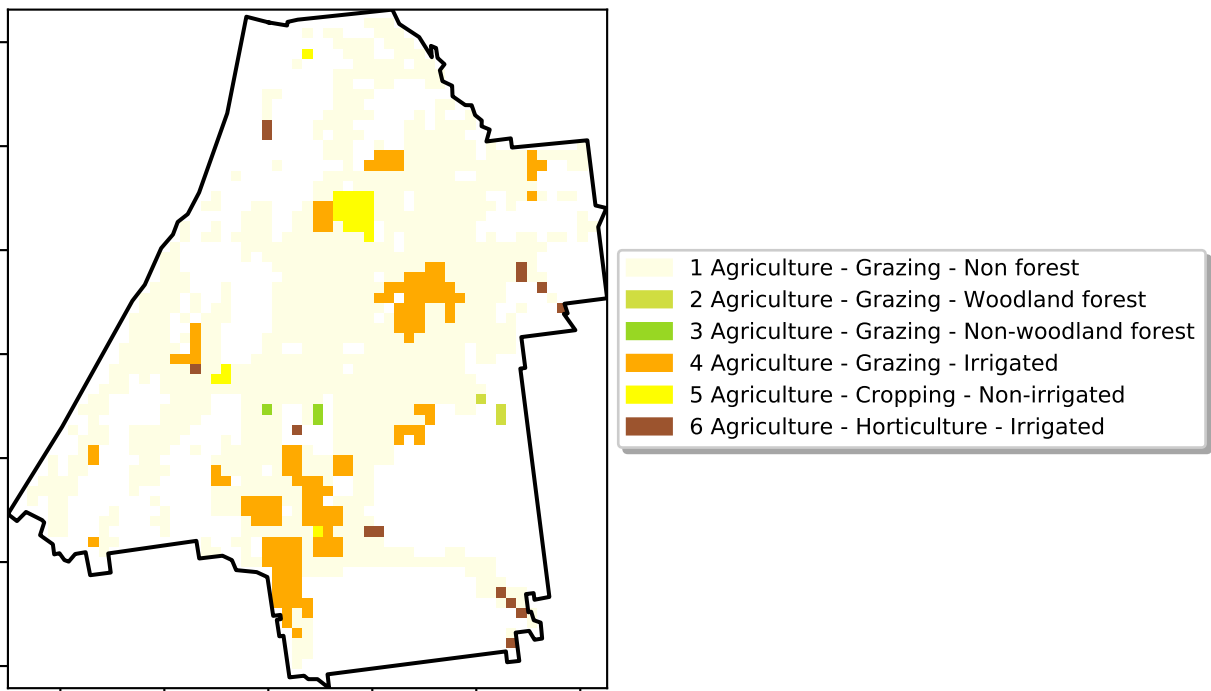 1 Agriculture - Grazing - Non forest
2 Agriculture - Grazing - Woodland forest
3 Agriculture - Grazing - Non-woodland forest
4 Agriculture - Grazing - Irrigated
5 Agriculture - Cropping - Non-irrigated
6 Agriculture - Horticulture - Irrigated